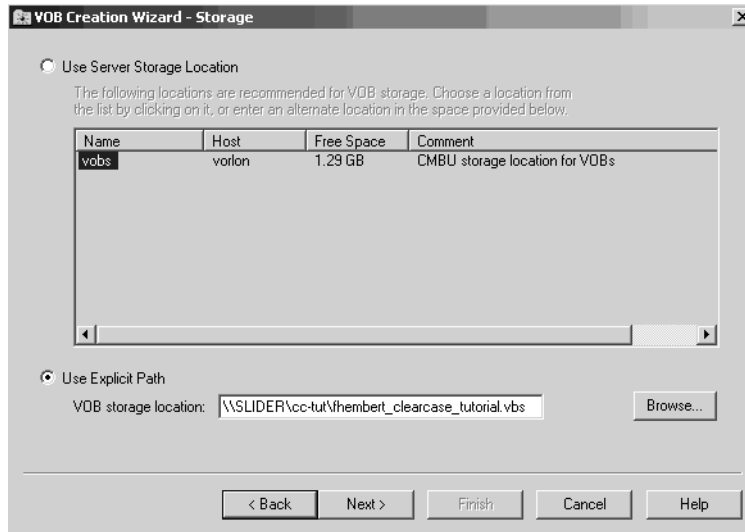 VOB Creation Wizard - Storage
Use Server Storage Location
The following locations are recommended for VOB storage. Choose a location from
the list by clicking on it, or enter an alternate location in the space provided below.
Name Host Free Space Comment
vobs vorlon 1.29 GB CMBU storage location for VOBs
Use Explicit Path
VOB storage location: \\SLIDER\cc-tut\fhembert_clearcase_tutorial.vbs Browse...
< Back Next > Finish Cancel Help